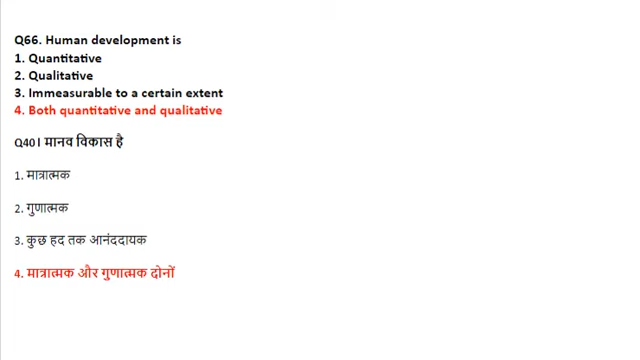 Q66. Human development is
1. Quantitative
2. Qualitative
3. Immeasurable to a certain extent
4. Both quantitative and qualitative
Q40। मानव विकास है
1. मात्रात्मक
2. गुणात्मक
3. कुछ हद तक आनंददायक
4. मात्रात्मक और गुणात्मक दोनों